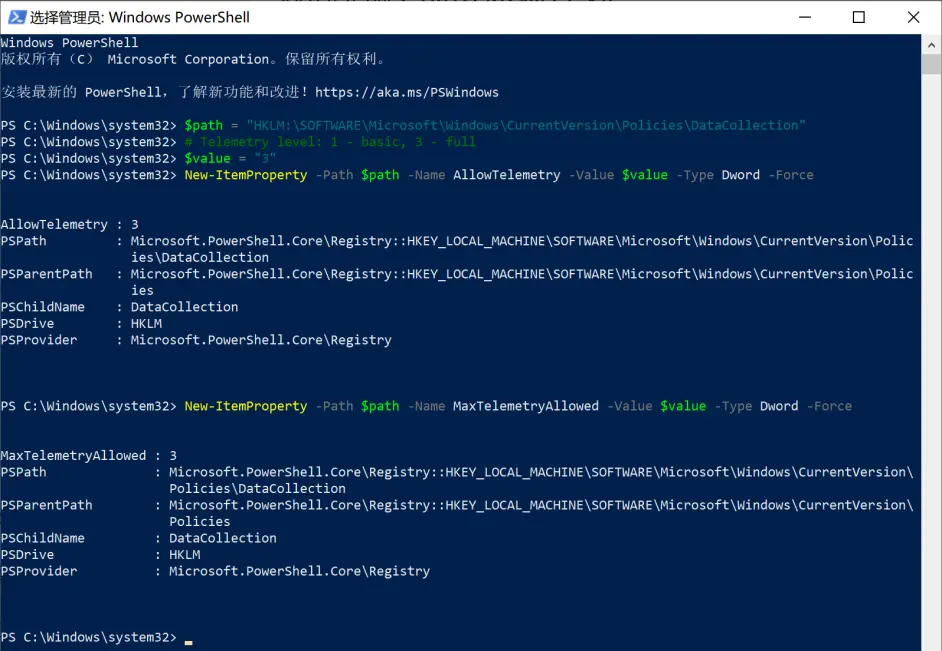 选择管理员: Windows PowerShell
Windows PowerShell
版权所有（C） Microsoft Corporation。保留所有权利。
安装最新的 PowerShell，了解新功能和改进！https://aka.ms/PSWindows
PS C:\Windows\system32> $path = "HKLM:\SOFTWARE\Microsoft\Windows\CurrentVersion\Policies\DataCollection"
PS C:\Windows\system32> # Telemetry level: 1 - basic, 3 - full
PS C:\Windows\system32> $value = "3"
PS C:\Windows\system32> New-ItemProperty -Path $path -Name AllowTelemetry -Value $value -Type Dword -Force
AllowTelemetry : 3
PSPath         : Microsoft.PowerShell.Core\Registry::HKEY_LOCAL_MACHINE\SOFTWARE\Microsoft\Windows\CurrentVersion\Polic
                 ies\DataCollection
PSParentPath   : Microsoft.PowerShell.Core\Registry::HKEY_LOCAL_MACHINE\SOFTWARE\Microsoft\Windows\CurrentVersion\Polic
                 ies
PSChildName    : DataCollection
PSDrive        : HKLM
PSProvider     : Microsoft.PowerShell.Core\Registry
PS C:\Windows\system32> New-ItemProperty -Path $path -Name MaxTelemetryAllowed -Value $value -Type Dword -Force
MaxTelemetryAllowed : 3
PSPath              : Microsoft.PowerShell.Core\Registry::HKEY_LOCAL_MACHINE\SOFTWARE\Microsoft\Windows\CurrentVersion\
                      Policies\DataCollection
PSParentPath        : Microsoft.PowerShell.Core\Registry::HKEY_LOCAL_MACHINE\SOFTWARE\Microsoft\Windows\CurrentVersion\
                      Policies
PSChildName         : DataCollection
PSDrive             : HKLM
PSProvider          : Microsoft.PowerShell.Core\Registry
PS C:\Windows\system32>